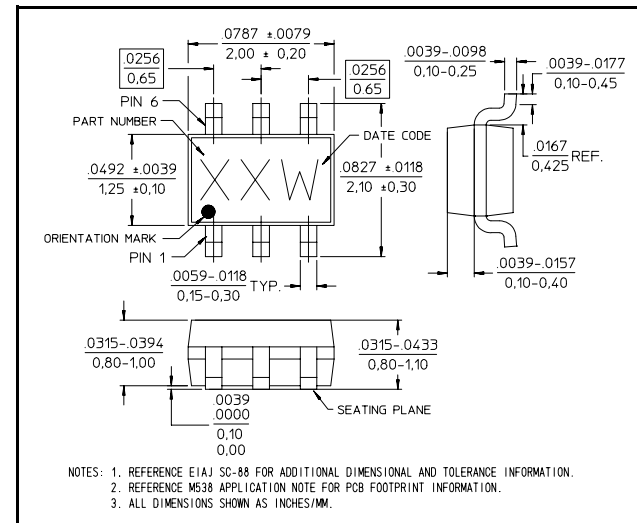 .0787 ±.0079
2,00 ± 0,20
.0256
0,65
.0256
0,65
.0039-.0098
0,10-0,25
.0039-.0177
0,10-0,45
PIN 6
PART NUMBER
DATE CODE
.0492 ±.0039
1,25 ±0,10
XXW
.0827 ±.0118
2,10 ±0,30
.0167
0,425
REF.
ORIENTATION MARK
PIN 1
.0059-.0118
0,15-0,30
TYP.
.0039-.0157
0,10-0,40
.0315-.0394
0,80-1,00
.0315-.0433
0,80-1,10
.0039
.0000
0,10
0,00
SEATING PLANE
NOTES: 1. REFERENCE EIAJ SC-88 FOR ADDITIONAL DIMENSIONAL AND TOLERANCE INFORMATION.
2. REFERENCE M538 APPLICATION NOTE FOR PCB FOOTPRINT INFORMATION.
3. ALL DIMENSIONS SHOWN AS INCHES/MM.